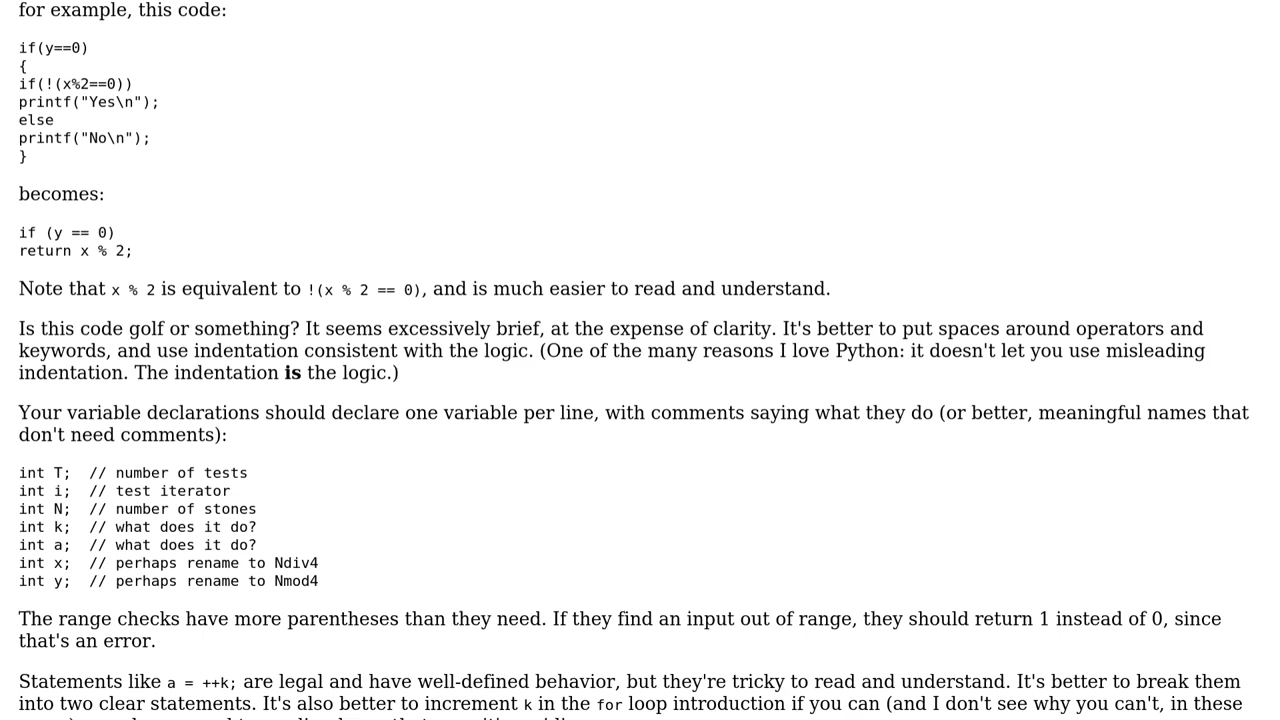 for example, this code:
if(y==0)
{
if(!(x%2==0))
printf("Yes\n");
else
printf("No\n");
}
becomes:
if (y == 0)
return x % 2;
Note that x % 2 is equivalent to !(x % 2 == 0), and is much easier to read and understand.
Is this code golf or something? It seems excessively brief, at the expense of clarity. It's better to put spaces around operators and
keywords, and use indentation consistent with the logic. (One of the many reasons I love Python: it doesn't let you use misleading
indentation. The indentation is the logic.)
Your variable declarations should declare one variable per line, with comments saying what they do (or better, meaningful names that
don't need comments):
int T;  // number of tests
int i;  // test iterator
int N;  // number of stones
int k;  // what does it do?
int a;  // what does it do?
int x;  // perhaps rename to Ndiv4
int y;  // perhaps rename to Nmod4
The range checks have more parentheses than they need. If they find an input out of range, they should return 1 instead of 0, since
that's an error.
Statements like a = ++k; are legal and have well-defined behavior, but they're tricky to read and understand. It's better to break them
into two clear statements. It's also better to increment k in the for loop introduction if you can (and I don't see why you can't, in these